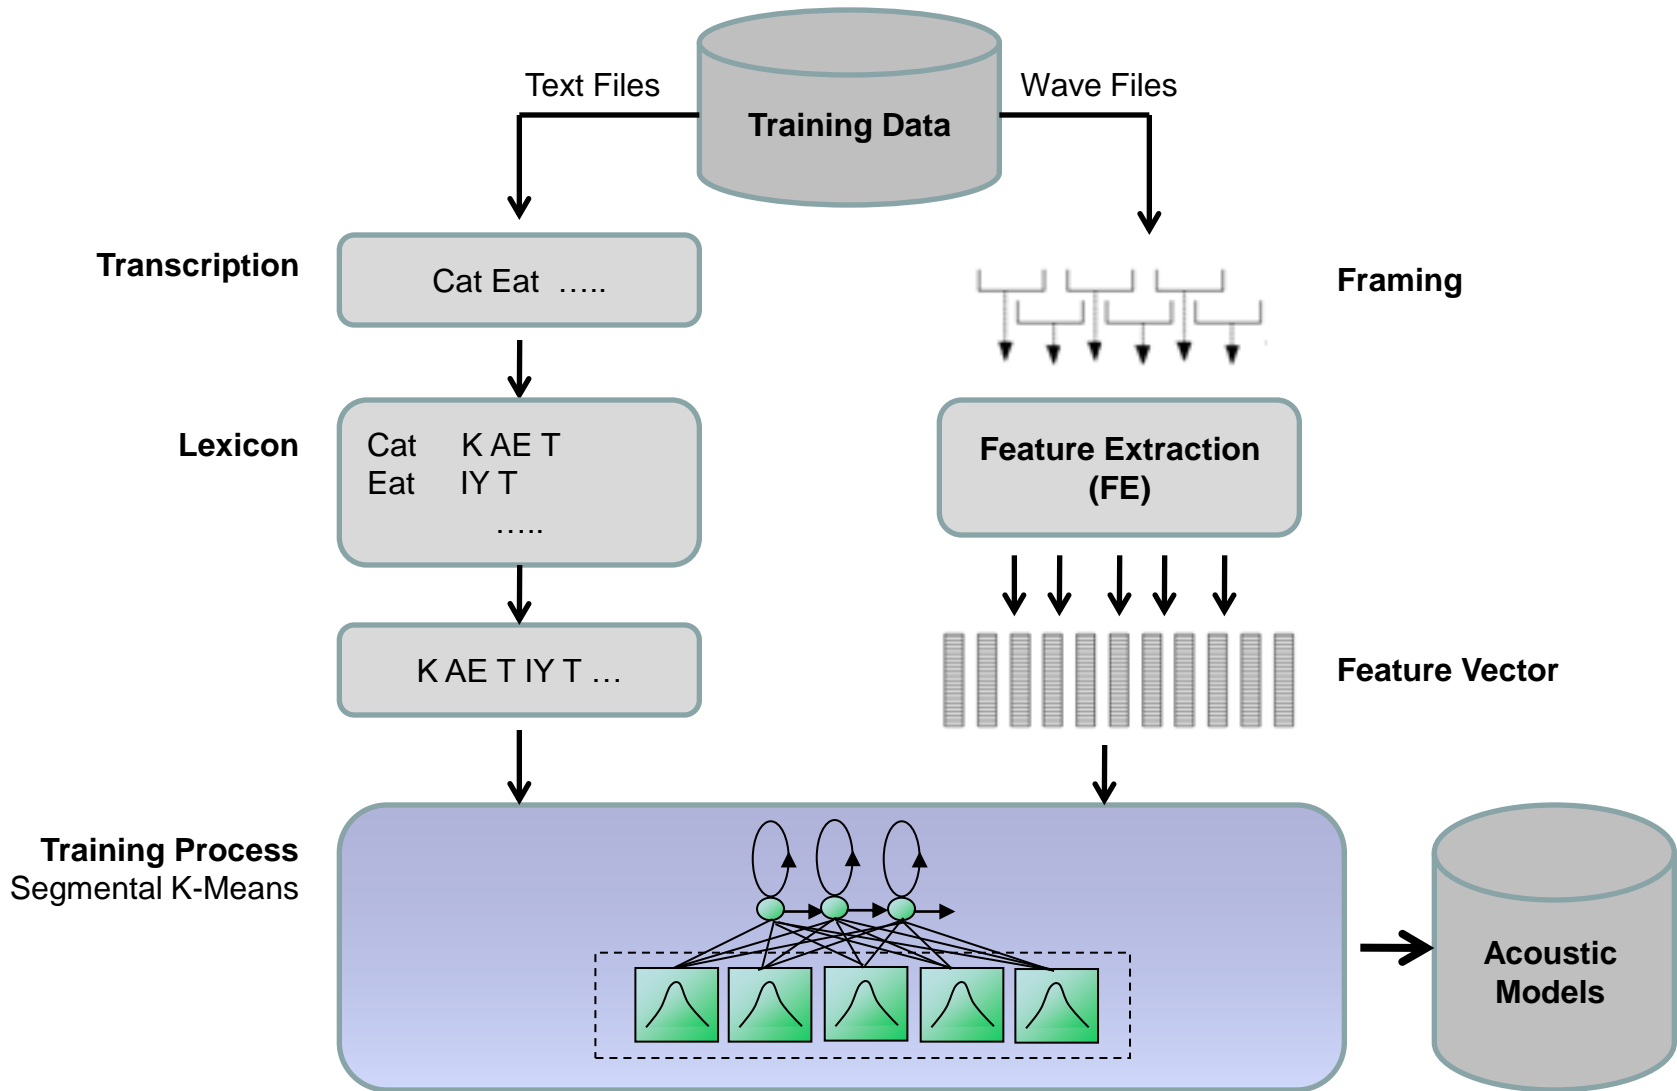 Text Files
Wave Files
Training Data
Transcription
Cat Eat …..
Framing
Lexicon
Cat K AE T
Eat IY T
…..
Feature Extraction
(FE)
K AE T IY T …
Feature Vector
Training Process
Segmental K-Means
Acoustic
Models